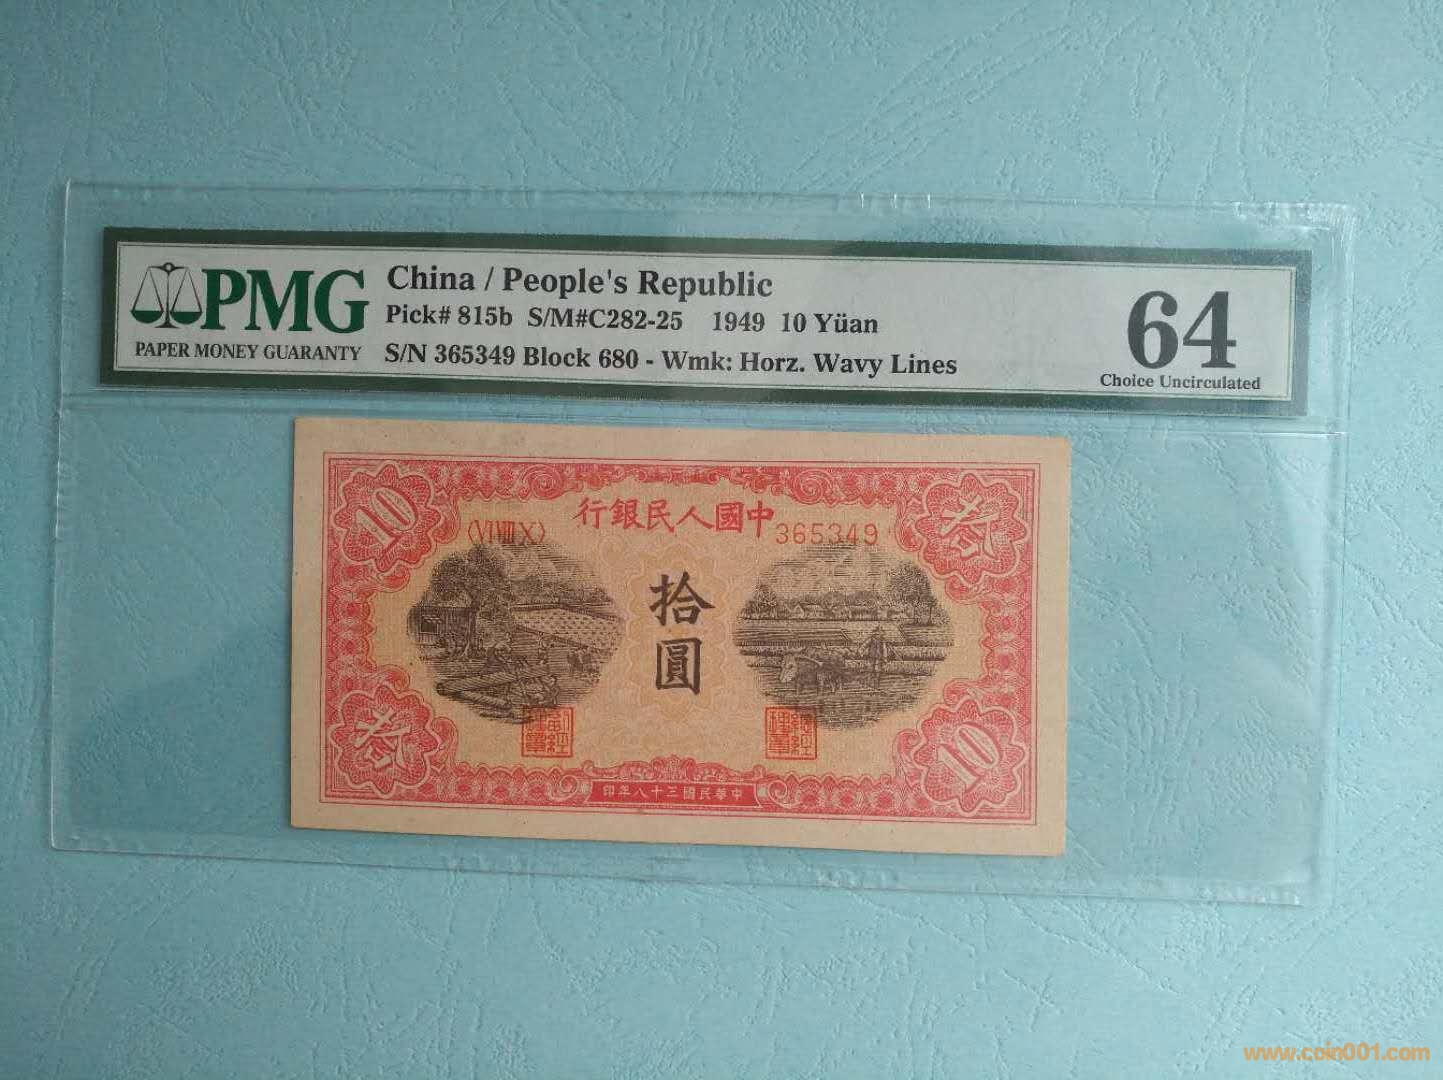 PMG
PAPER MONEY GUARANTY
China / People's Republic
Pick# 815b S/M#C282-25 1949 10 Yüan
S/N 365349 Block 680 - Wmk: Horz. Wavy Lines
64
Choice Uncirculated
中國人民銀行
10
拾
〈VI VIII X〉
365349
拾圓
拾
10
中華民國三十八年印
www.coin001.com